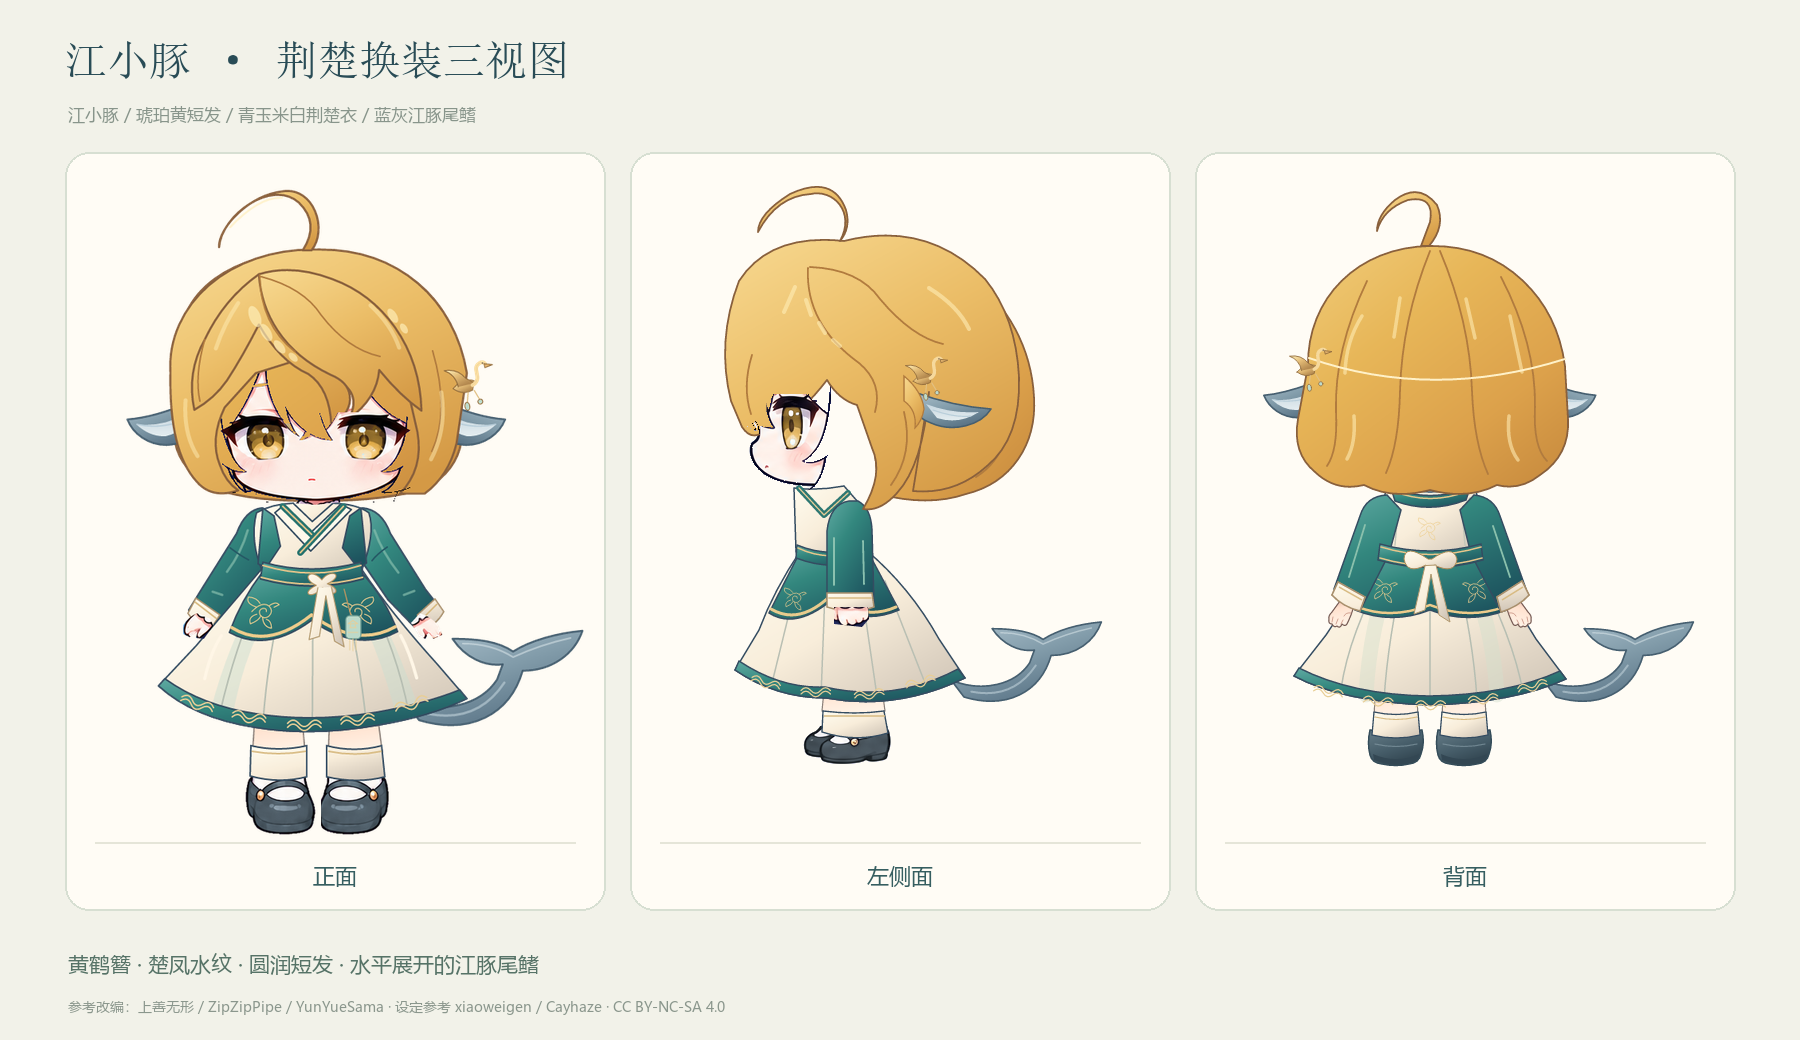 江小豚 • 荆楚换装三视图
江小豚 / 琥珀黄短发 / 青玉米白荆楚衣 / 蓝灰江豚尾鳍
正面
左侧面
背面
黄鹤簪 · 楚凤水纹 · 圆润短发 · 水平展开的江豚尾鳍
参考改编：上善无形 / ZipZipPipe / YunYueSama · 设定参考 xiaoweigen / Cayhaze · CC BY-NC-SA 4.0